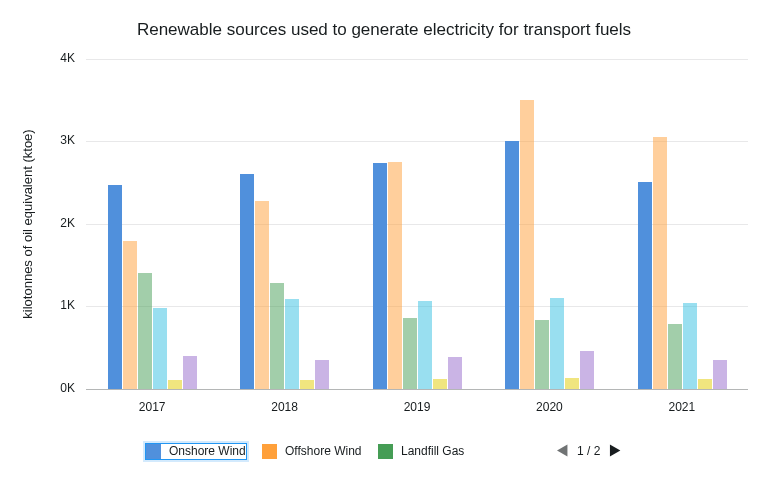 Renewable sources used to generate electricity for transport fuels
kilotonnes of oil equivalent (ktoe)
4K
3K
2K
1K
0K
2017 2018 2019 2020 2021
Onshore Wind Offshore Wind Landfill Gas 1 / 2